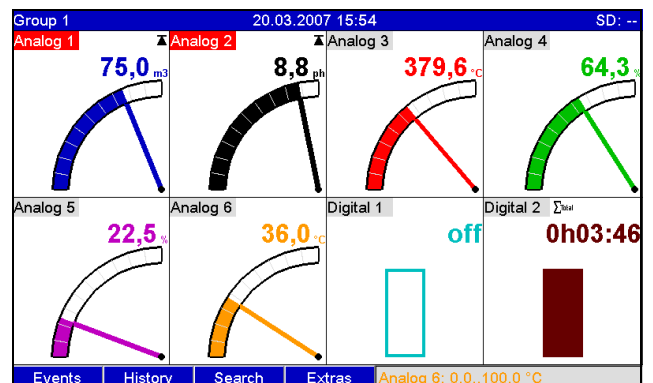 Group 1 20.03.2007 15:54 SD: --
Analog 1 Analog 2 Analog 3 Analog 4
75,0 m3 8,8 ph 379,6 °C 64,3 %
Analog 5 Analog 6 Digital 1 Digital 2 ΣTotal
22,5 % 36,0 °C off 0h03:46
Events History Search Extras Analog 6: 0.0..100.0 °C